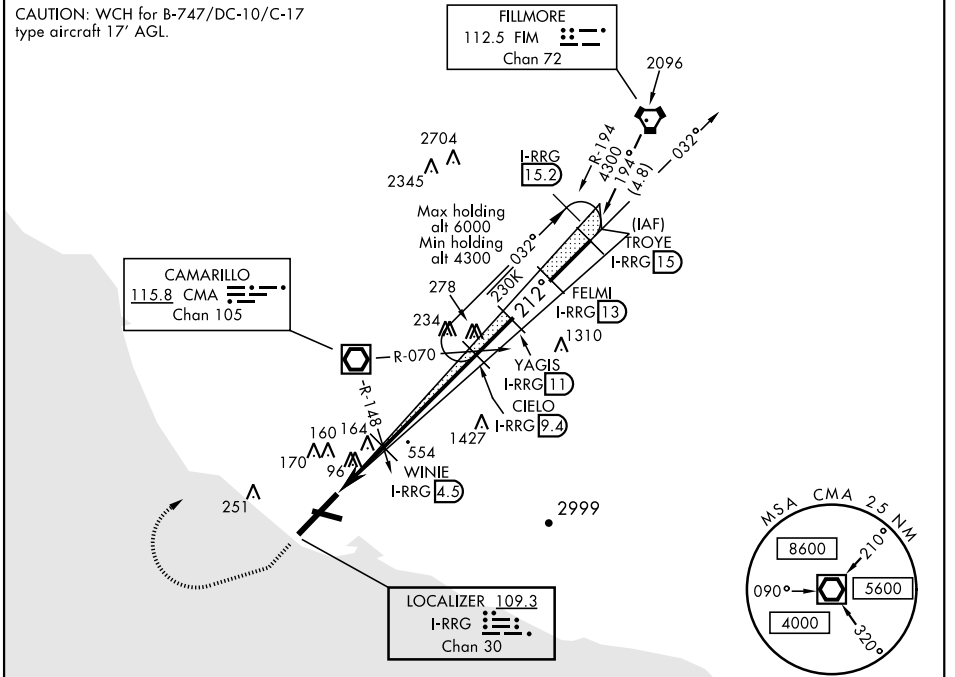 CAUTION: WCH for B-747/DC-10/C-17
type aircraft 17' AGL.
FILLMORE
112.5 FIM
Chan 72
2096
R-194
4300
194°
(4.8)
032°
2704
2345
I-RRG
15.2
Max holding
alt 6000
Min holding
alt 4300
032°
230K
212°
(IAF)
TROYE
I-RRG 15
FELMI
I-RRG 13
CAMARILLO
115.8 CMA
Chan 105
278
234
1310
R-070
YAGIS
I-RRG 11
CIELO
I-RRG 9.4
R-148
1427
164
160
170
96
554
WINIE
I-RRG 4.5
251
2999
LOCALIZER 109.3
I-RRG
Chan 30
MSA CMA 25 NM
8600
210°
090°
5600
4000
320°